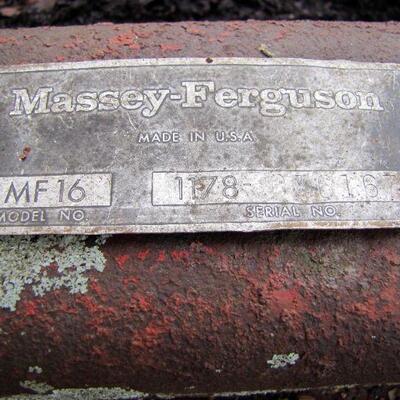 Massey-Ferguson
MADE IN U.S.A
MF 16 1178-
MODEL NO. SERIAL NO.